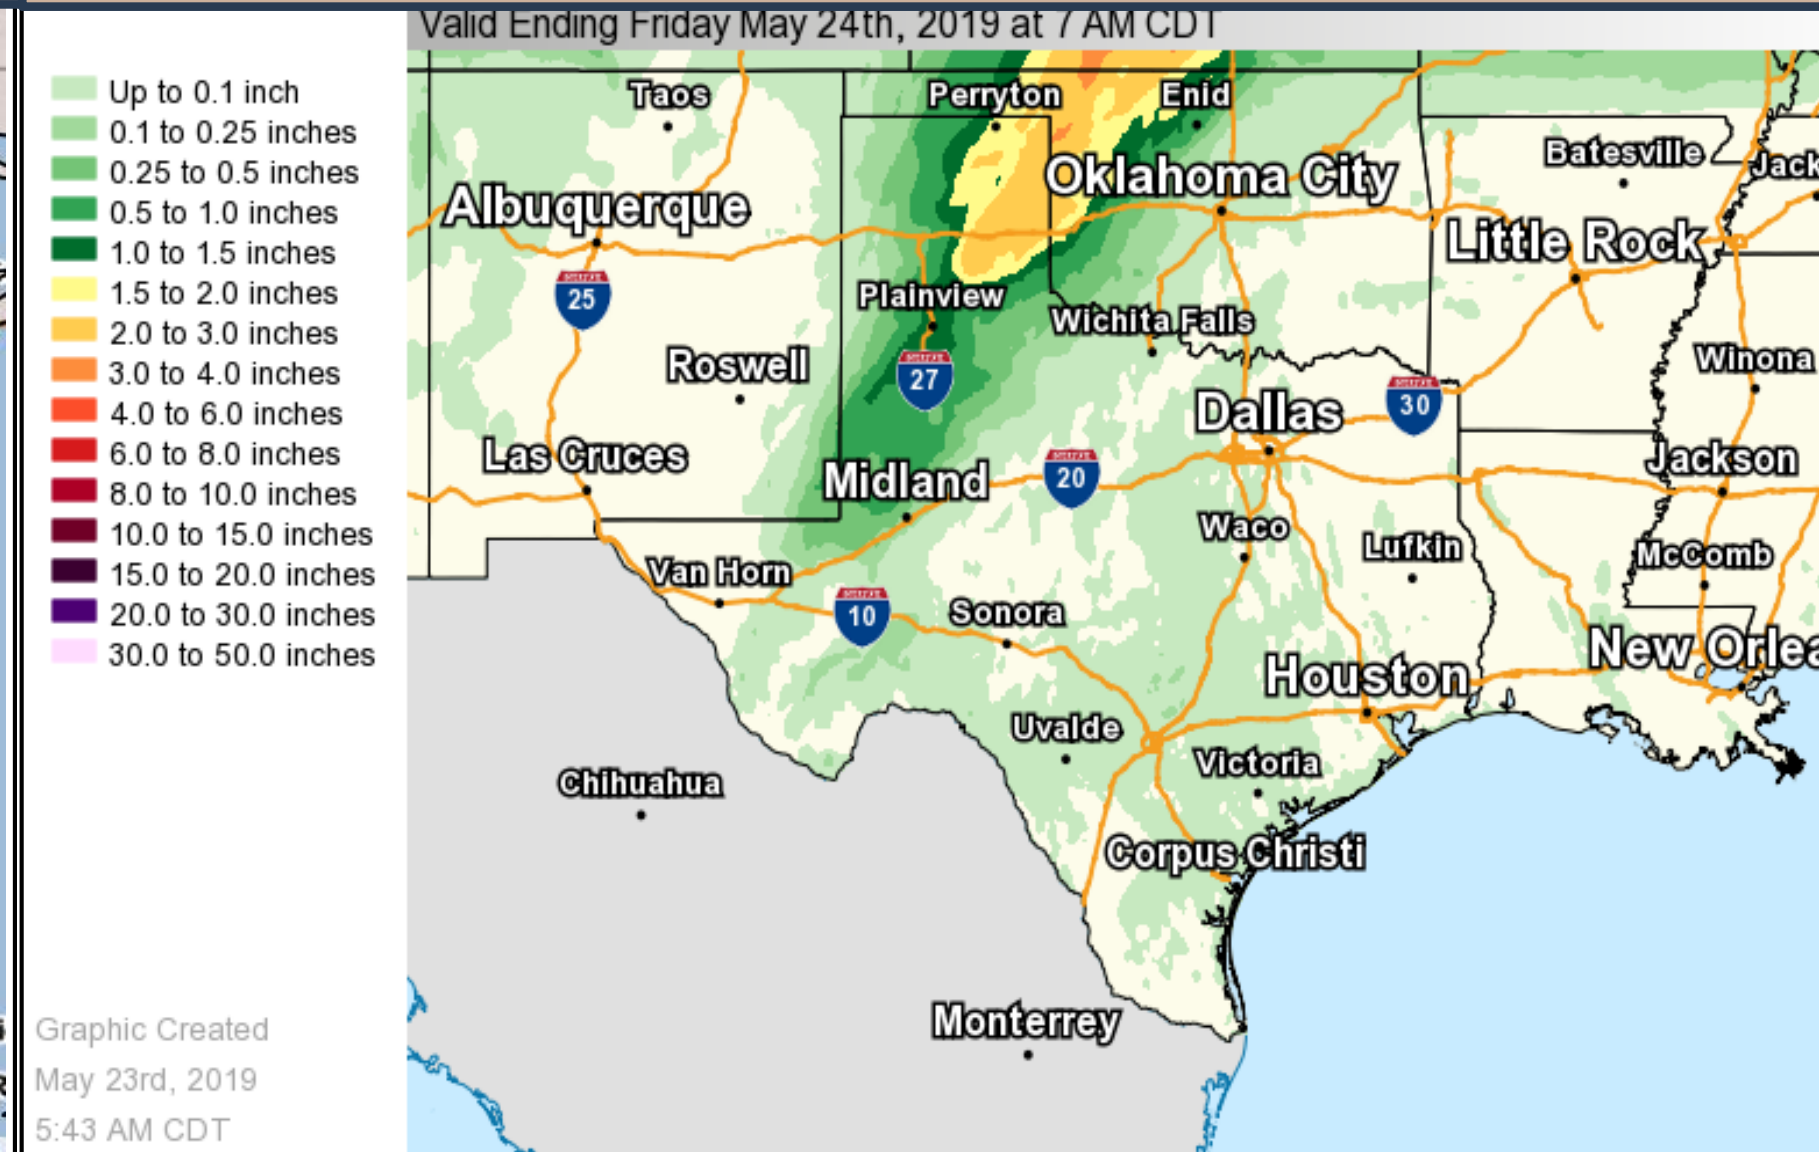 Valid Ending Friday May 24th, 2019 at 7 AM CDT
Up to 0.1 inch
0.1 to 0.25 inches
0.25 to 0.5 inches
0.5 to 1.0 inches
1.0 to 1.5 inches
1.5 to 2.0 inches
2.0 to 3.0 inches
3.0 to 4.0 inches
4.0 to 6.0 inches
6.0 to 8.0 inches
8.0 to 10.0 inches
10.0 to 15.0 inches
15.0 to 20.0 inches
20.0 to 30.0 inches
30.0 to 50.0 inches
Graphic Created
May 23rd, 2019
5:43 AM CDT
Taos
Perryton
Enid
Batesville
Jack
Oklahoma City
Albuquerque
Little Rock
25
Plainview
Wichita Falls
Winona
Roswell
27
30
Dallas
Las Cruces
Midland
20
Jackson
Waco
Lufkin
McComb
Van Horn
10
Sonora
New Orlea
Houston
Uvalde
Victoria
Chihuahua
Corpus Christi
Monterrey